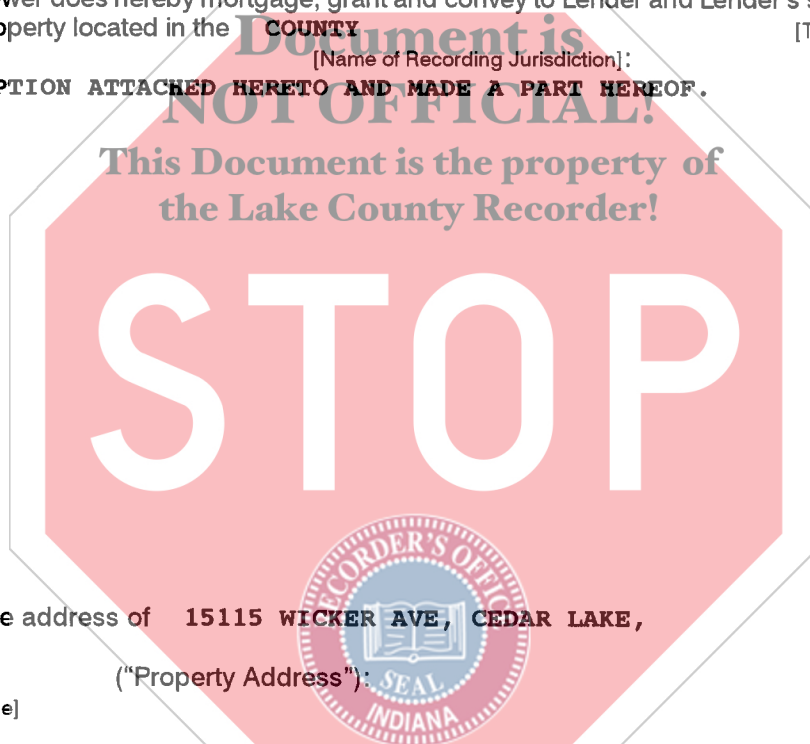 wer does hereby mortgage, grant and convey to Lender and Lender's s
operty located in the COUNTY [T
Document is
[Name of Recording Jurisdiction]:
PTION ATTACHED HERETO AND MADE A PART HEREOF.
NOT OFFICIAL!
This Document is the property of
the Lake County Recorder!
STOP
RECORDER'S OFFICE
e address of 15115 WICKER AVE, CEDAR LAKE,
("Property Address"):
SEAL
e]
INDIANA